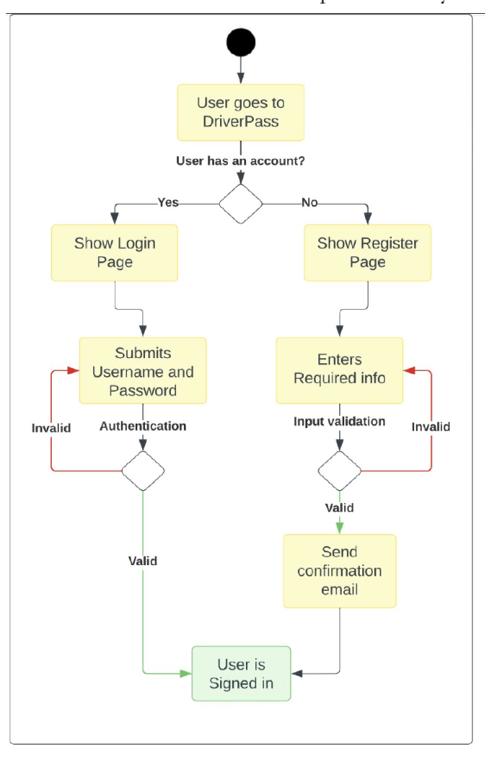 User goes to
DriverPass
User has an account?
Yes
No
Show Login
Page
Show Register
Page
Submits
Username and
Password
Enters
Required info
Invalid
Authentication
Input validation
Invalid
Valid
Send
confirmation
email
Valid
User is
Signed in